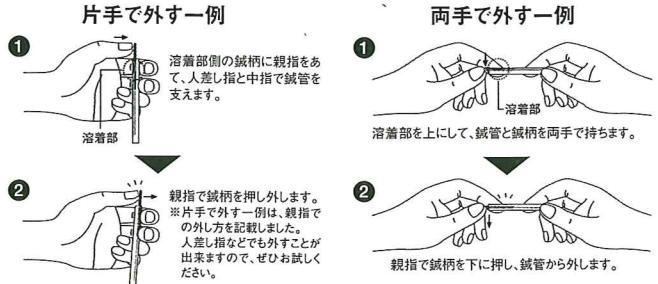 片手で外す一例
❶
溶着部側の鍼柄に親指をあ
て、人差し指と中指で鍼管を
支えます。
溶着部
❷
親指で鍼柄を押し外します。
※片手で外す一例は、親指で
の外し方を記載しました。
人差し指などでも外すことが
出来ますので、ぜひお試しく
ださい。
両手で外す一例
❶
溶着部
溶着部を上にして、鍼管と鍼柄を両手で持ちます。
❷
親指で鍼柄を下に押し、鍼管から外します。